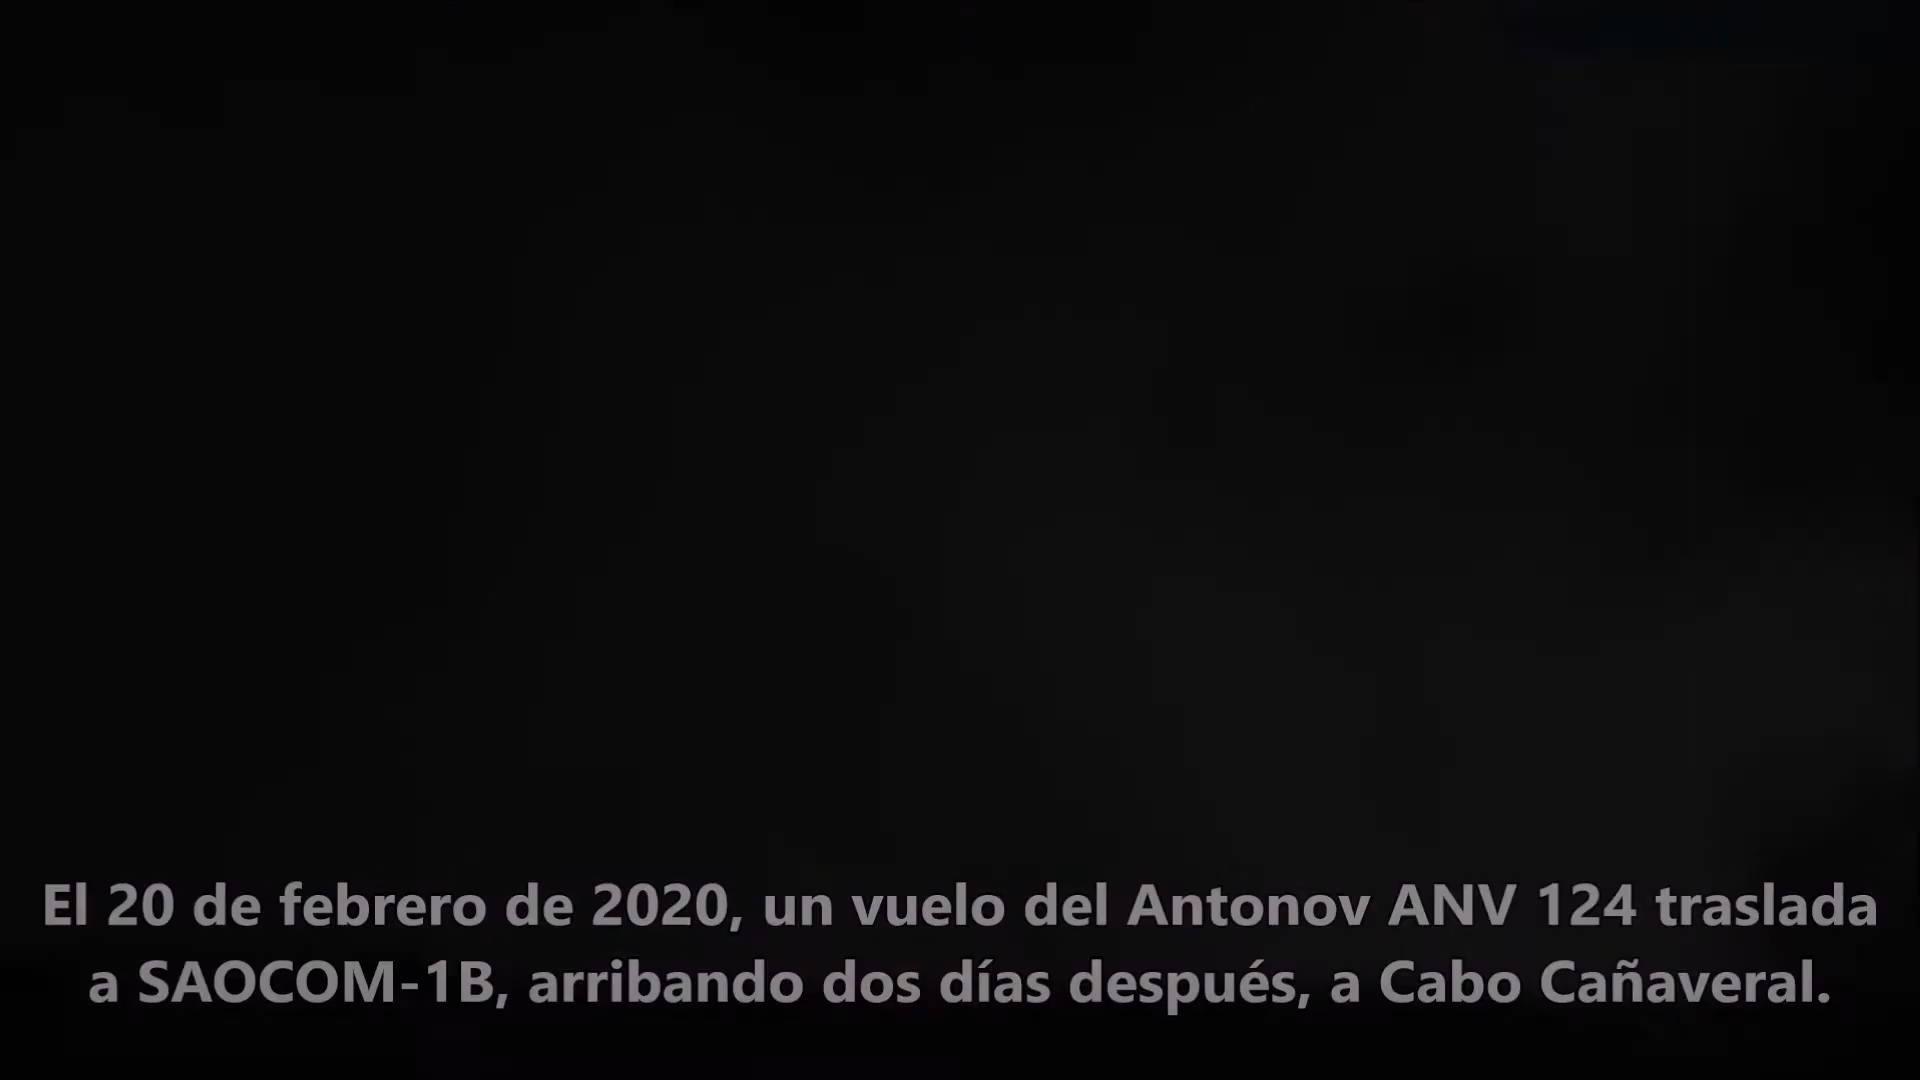 El 20 de febrero de 2020, un vuelo del Antonov ANV 124 traslada
a SAOCOM-1B, arribando dos días después, a Cabo Cañaveral.